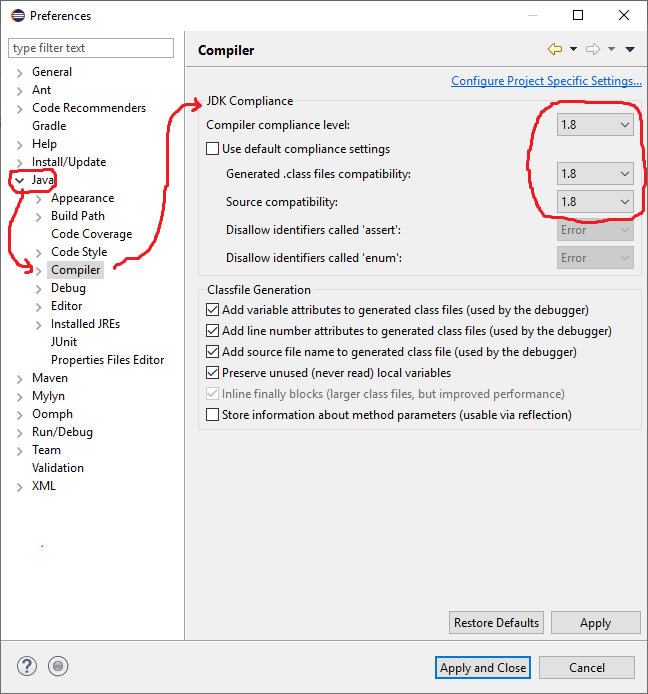 Preferences
type filter text
General
Ant
Code Recommenders
Gradle
Help
Install/Update
Java
Appearance
Build Path
Code Coverage
Code Style
Compiler
Debug
Editor
Installed JREs
JUnit
Properties Files Editor
Maven
Mylyn
Oomph
Run/Debug
Team
Validation
XML
Compiler
Configure Project Specific Settings...
JDK Compliance
Compiler compliance level: 1.8
Use default compliance settings
Generated .class files compatibility: 1.8
Source compatibility: 1.8
Disallow identifiers called 'assert': Error
Disallow identifiers called 'enum': Error
Classfile Generation
Add variable attributes to generated class files (used by the debugger)
Add line number attributes to generated class files (used by the debugger)
Add source file name to generated class file (used by the debugger)
Preserve unused (never read) local variables
Inline finally blocks (larger class files, but improved performance)
Store information about method parameters (usable via reflection)
Restore Defaults Apply
? Apply and Close Cancel